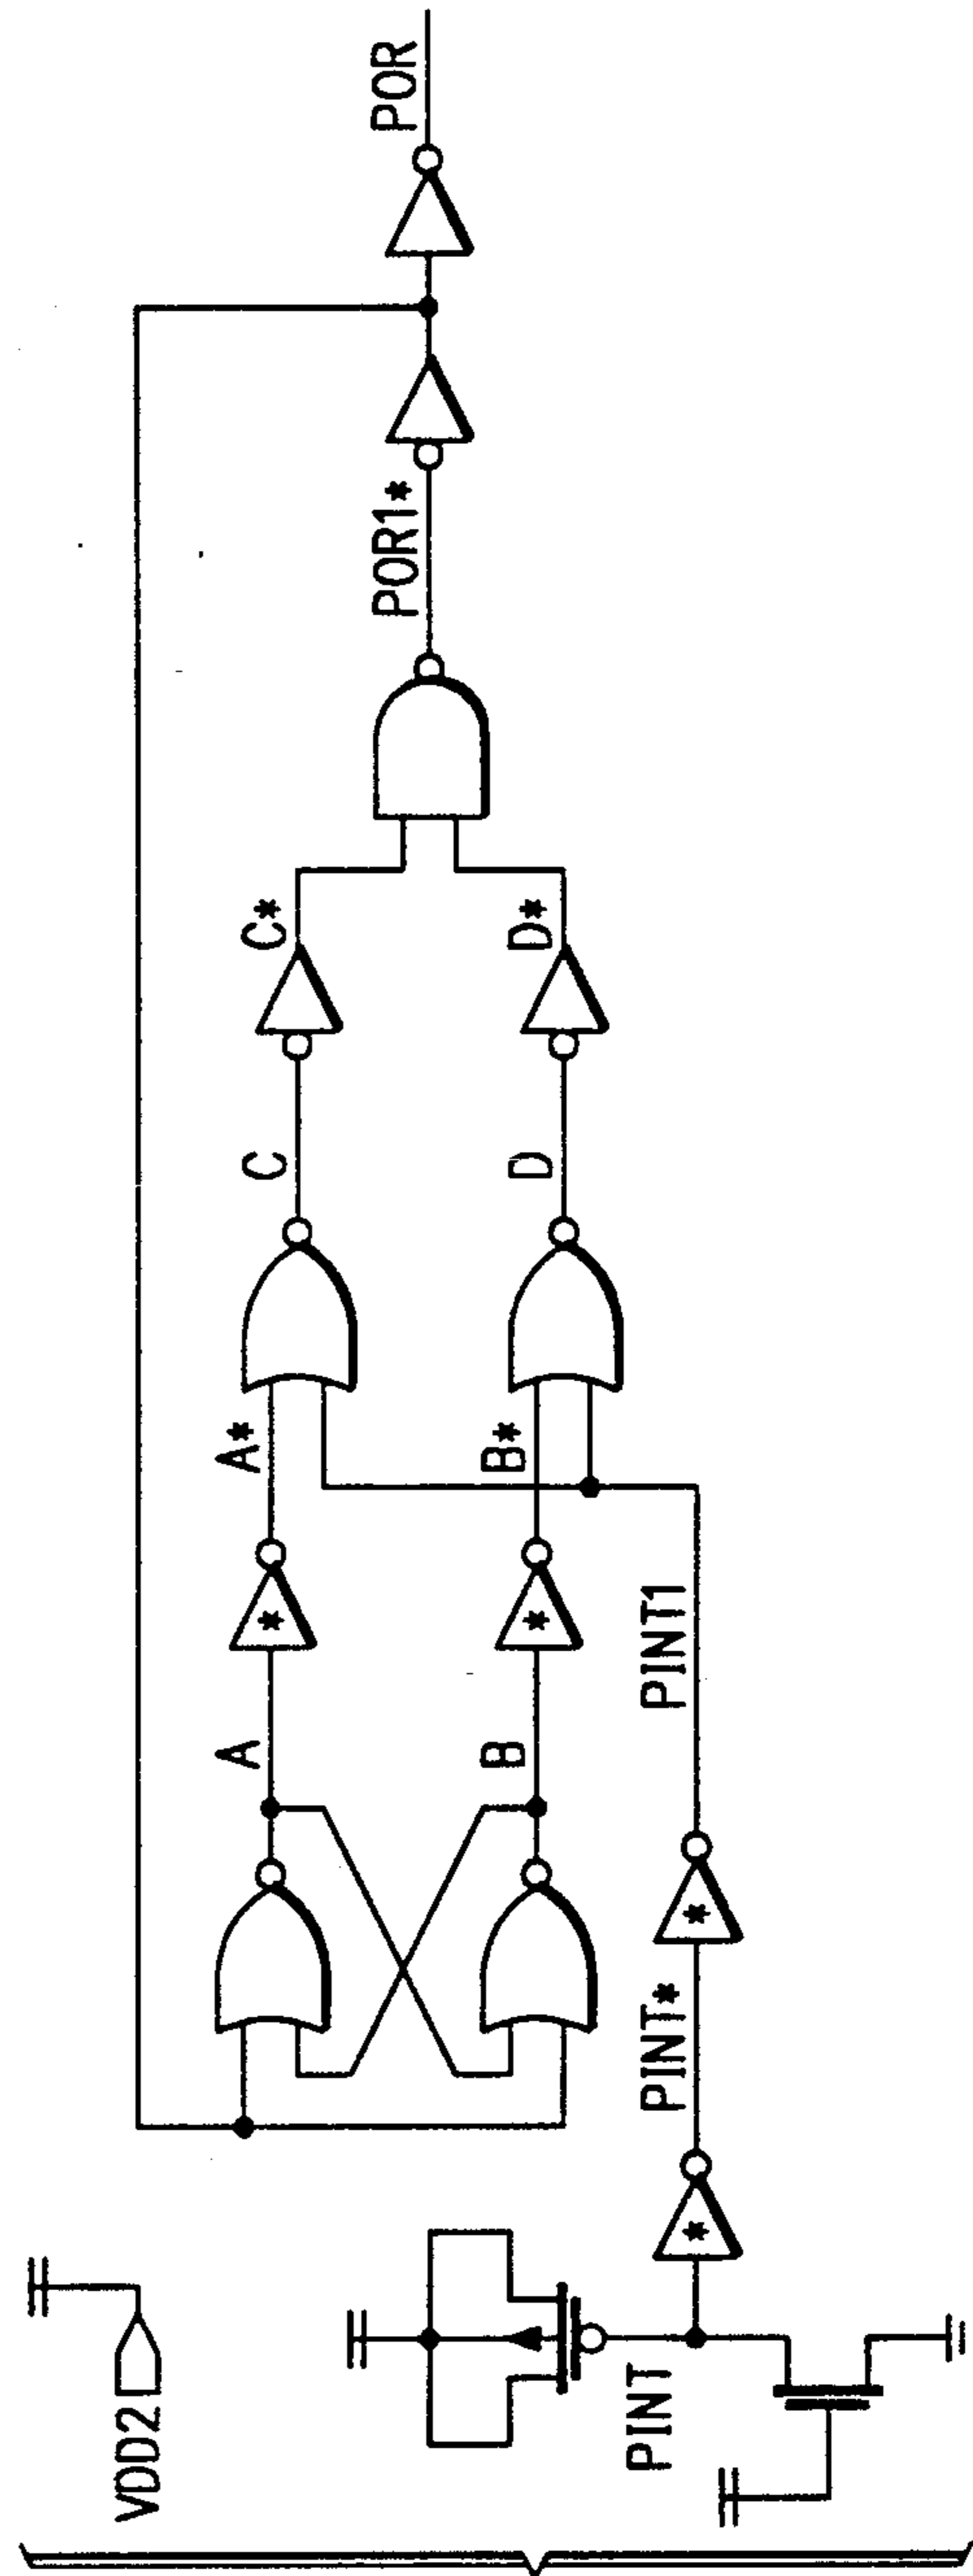 VDD2
PINT
PINT*
PINT1
A
B
A*
B*
C
D
C*
D*
POR1*
POR
*
*
*
*